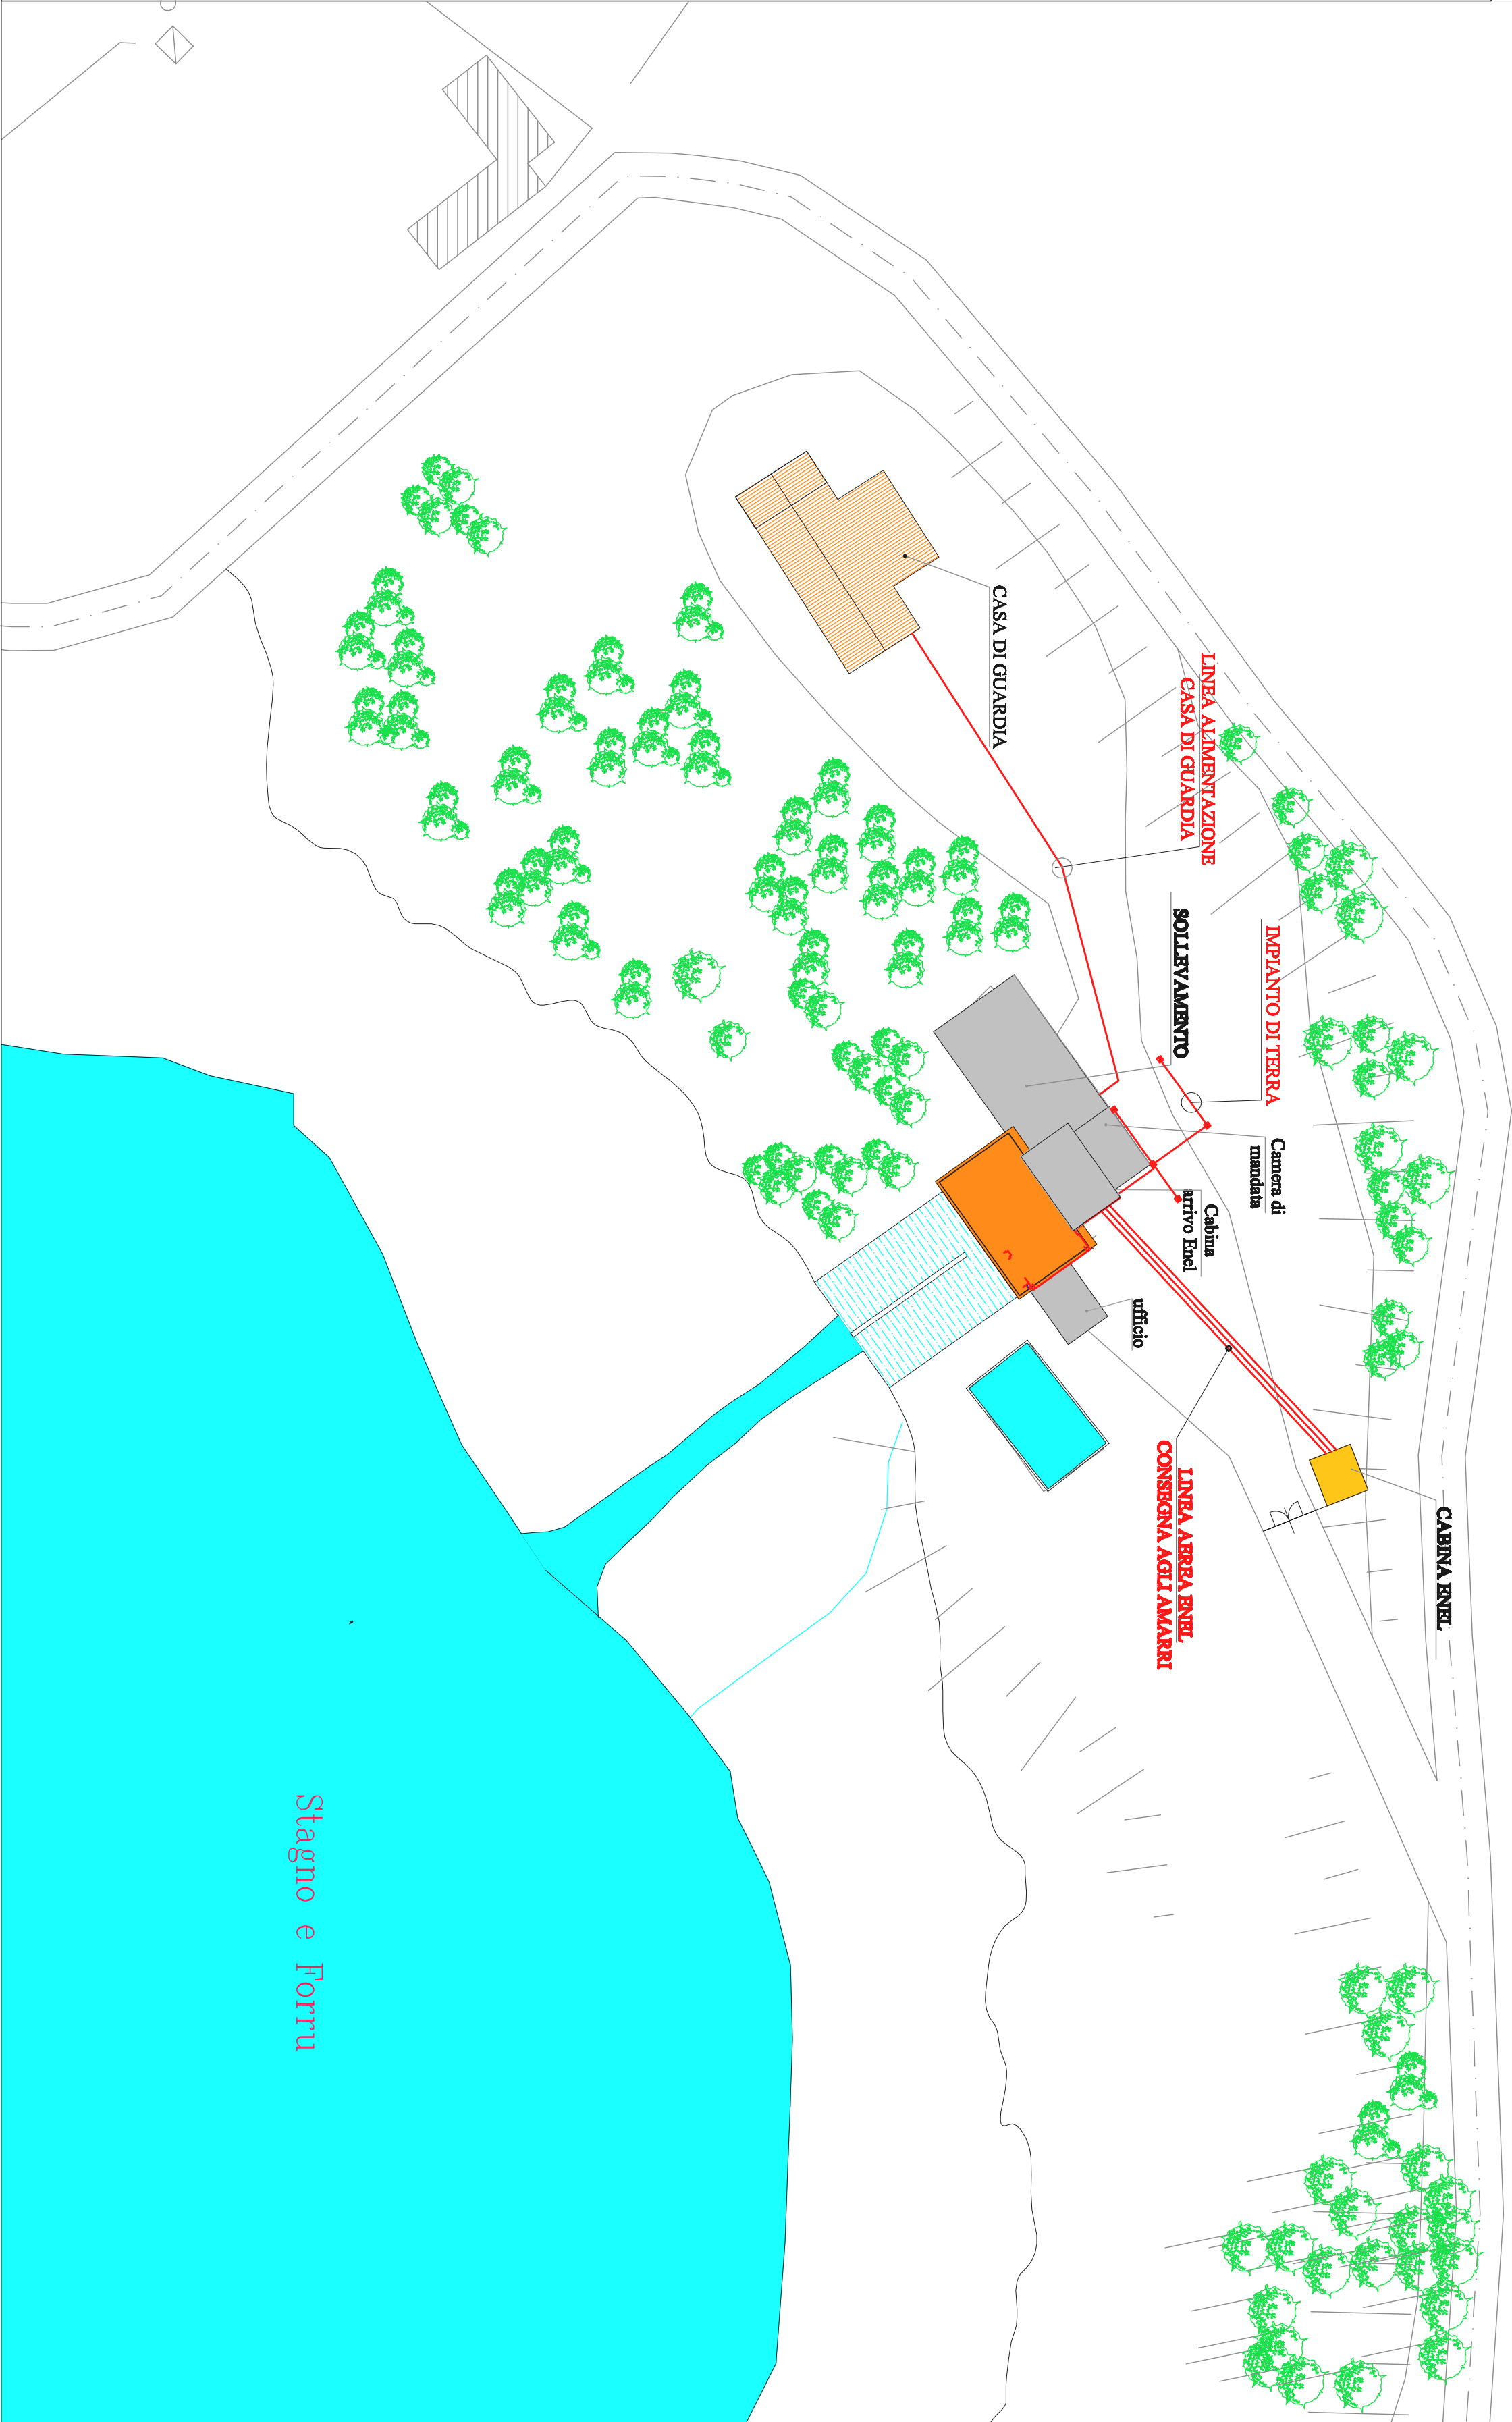 CASA DI GUARDIA
LINEA ALIMENTAZIONE
CASA DI GUARDIA
SOLLEVAMENTO
IMPIANTO DI TERRA
Camera di
mandata
Cabina
arrivo Enel
ufficio
LINEA AEREA ENEL
CONSEGNA AGLI AMARRI
CABINA ENEL
Stagno e Forru